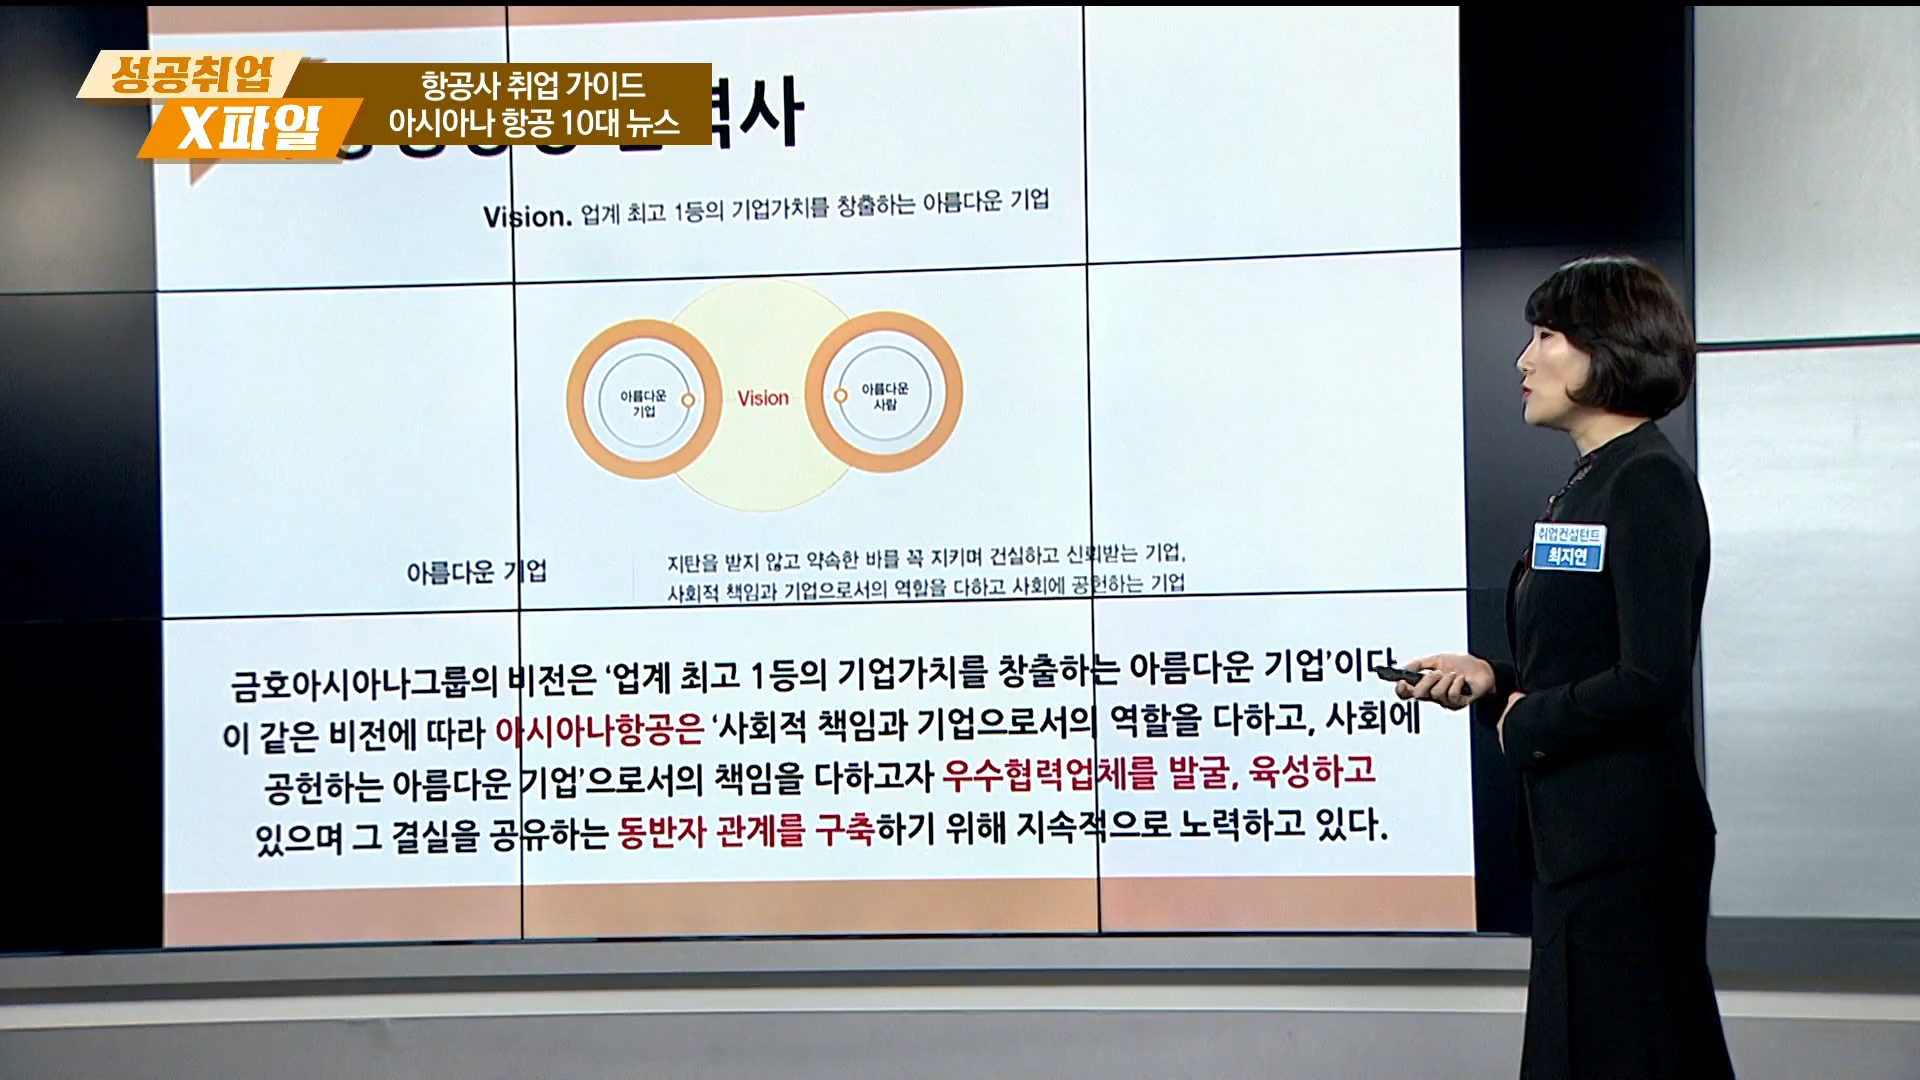 성공취업
X파일
항공사 취업 가이드
아시아나 항공 10대 뉴스
Vision. 업계 최고 1등의 기업가치를 창출하는 아름다운 기업
아름다운
기업
Vision
아름다운
사람
아름다운 기업
지탄을 받지 않고 약속한 바를 꼭 지키며 건실하고 신뢰받는 기업,
사회적 책임과 기업으로서의 역할을 다하고 사회에 공헌하는 기업
취업컨설턴트
최지연
금호아시아나그룹의 비전은 ‘업계 최고 1등의 기업가치를 창출하는 아름다운 기업’이다
이 같은 비전에 따라 아시아나항공은 ‘사회적 책임과 기업으로서의 역할을 다하고, 사회에
공헌하는 아름다운 기업’으로서의 책임을 다하고자 우수협력업체를 발굴, 육성하고
있으며 그 결실을 공유하는 동반자 관계를 구축하기 위해 지속적으로 노력하고 있다.